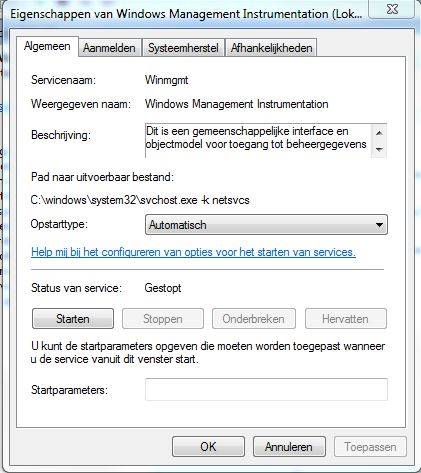 Eigenschappen van Windows Management Instrumentation (Lok...
Algemeen Aanmelden Systeemherstel Afhankelijkheden
Servicenaam: Winmgmt
Weergegeven naam: Windows Management Instrumentation
Beschrijving: Dit is een gemeenschappelijke interface en
objectmodel voor toegang tot beheergegevens
Pad naar uitvoerbaar bestand:
C:\windows\system32\svchost.exe -k netsvcs
Opstarttype: Automatisch
Help mij bij het configureren van opties voor het starten van services.
Status van service: Gestopt
Starten Stoppen Onderbreken Hervatten
U kunt de startparameters opgeven die moeten worden toegepast wanneer
u de service vanuit dit venster start.
Startparameters:
OK Annuleren Toepassen